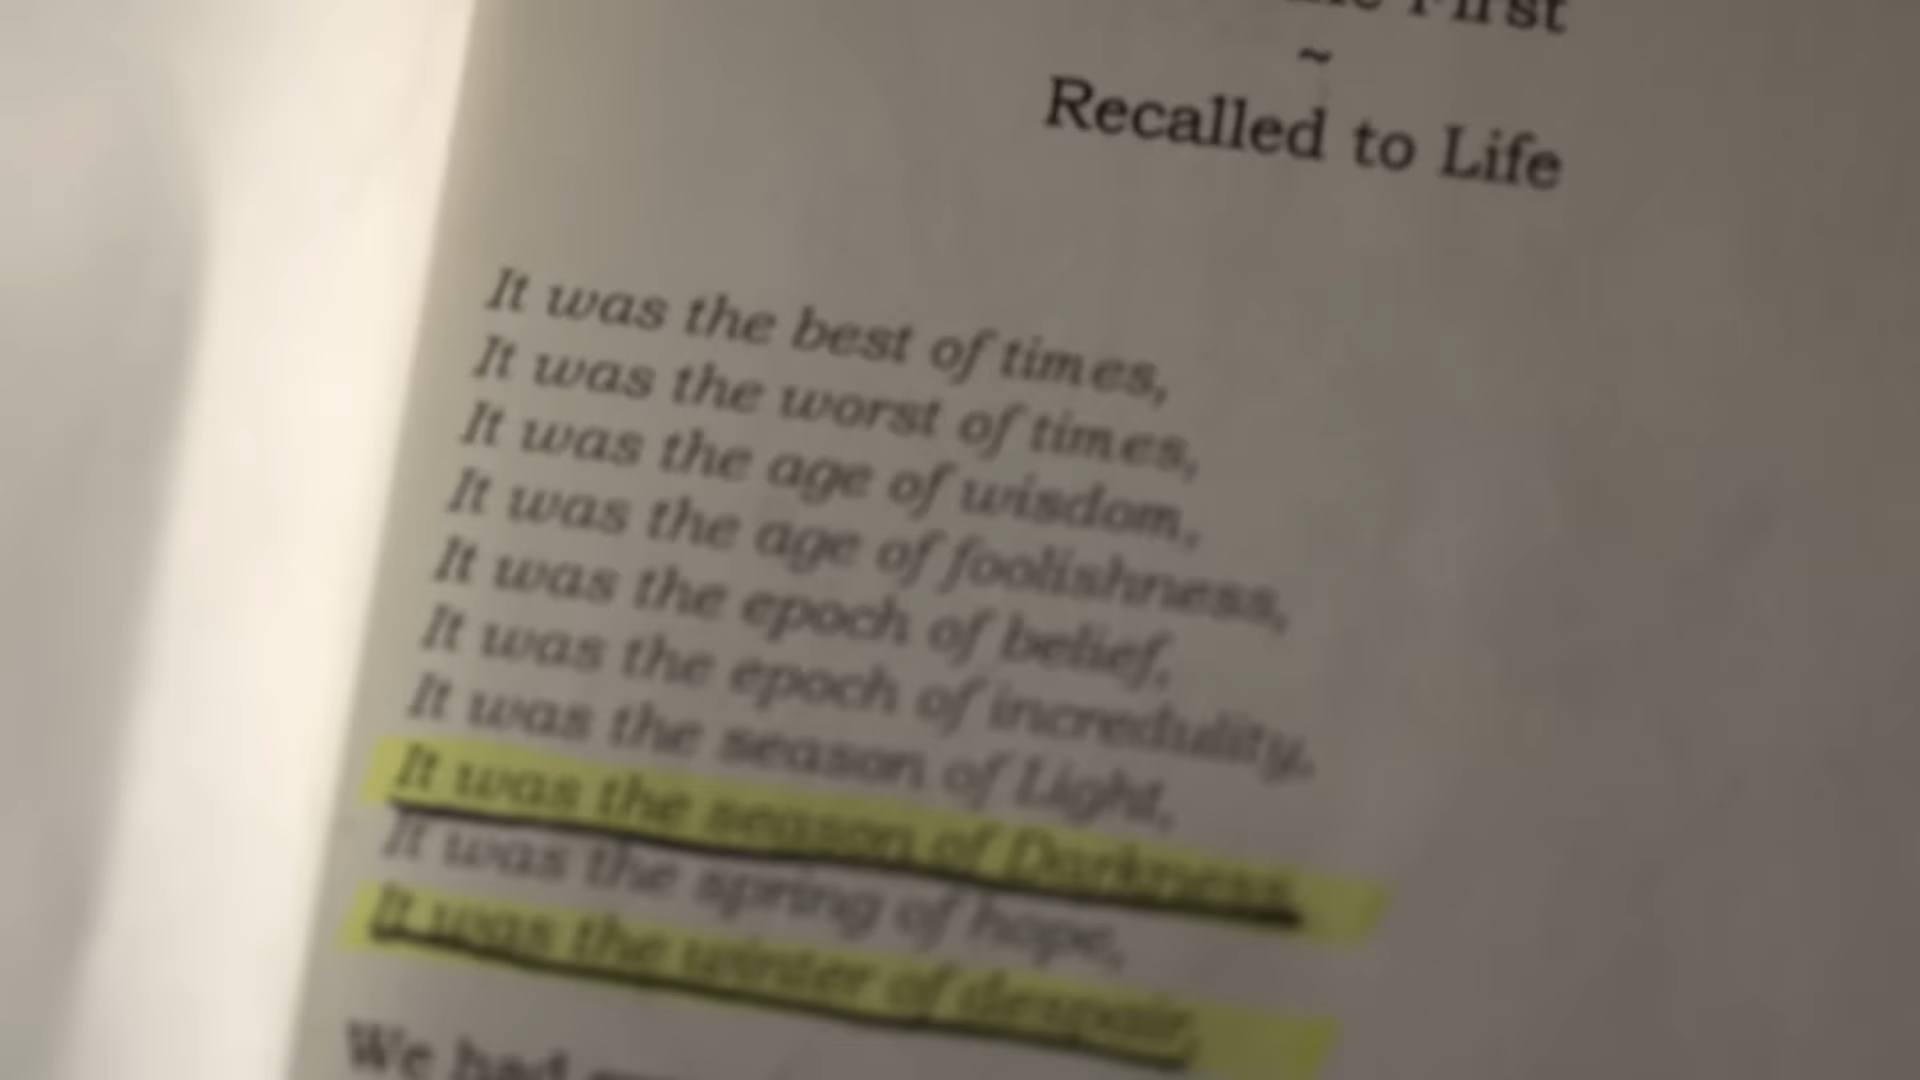 First
~
Recalled to Life
It was the best of times,
It was the worst of times,
It was the age of wisdom,
It was the age of foolishness,
It was the epoch of belief,
It was the epoch of incredulity,
It was the season of Light,
It was the season of Darkness,
It was the spring of hope,
It was the winter of despair,
We had